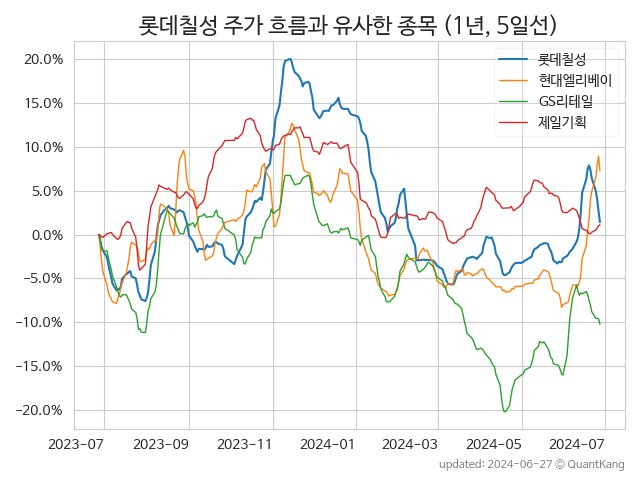 롯데칠성 주가 흐름과 유사한 종목 (1년, 5일선)
롯데칠성
현대엘리베이
GS리테일
제일기획
20.0%
15.0%
10.0%
5.0%
0.0%
−5.0%
−10.0%
−15.0%
−20.0%
2023-07
2023-09
2023-11
2024-01
2024-03
2024-05
2024-07
updated: 2024-06-27 ⓒ QuantKang